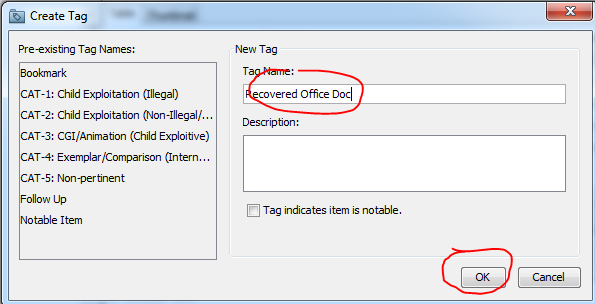 Create Tag
Pre-existing Tag Names:
Bookmark
CAT-1: Child Exploitation (Illegal)
CAT-2: Child Exploitation (Non-Illegal/...
CAT-3: CGI/Animation (Child Exploitive)
CAT-4: Exemplar/Comparison (Intern...
CAT-5: Non-pertinent
Follow Up
Notable Item
New Tag
Tag Name:
Recovered Office Doc
Description:
Tag indicates item is notable.
OK
Cancel